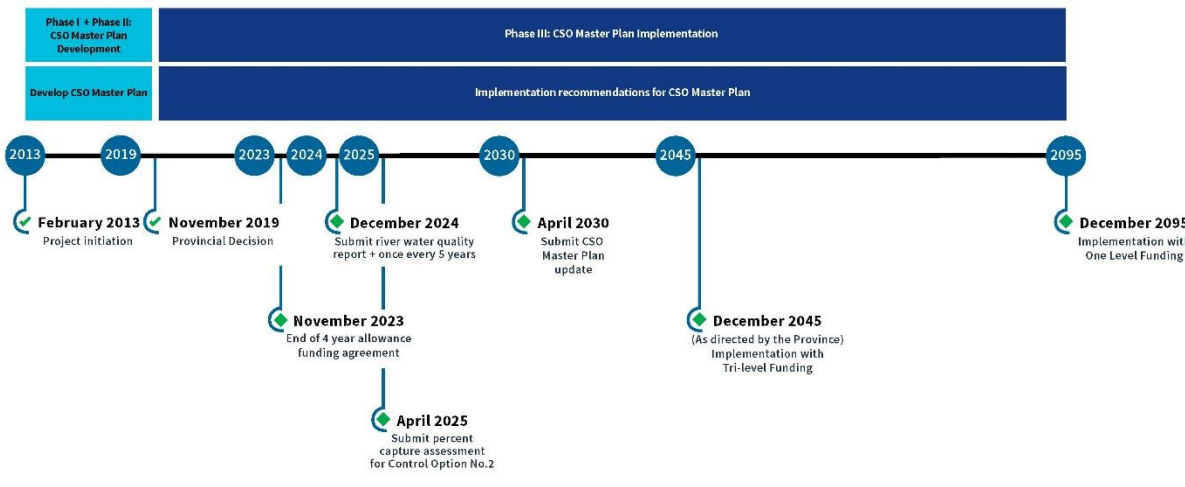 Phase I + Phase II:
CSO Master Plan
Development
Phase III: CSO Master Plan Implementation
Develop CSO Master Plan
Implementation recommendations for CSO Master Plan
2013
2019
2023
2024
2025
2030
2045
2095
February 2013
Project initiation
November 2019
Provincial Decision
December 2024
Submit river water quality
report + once every 5 years
April 2030
Submit CSO
Master Plan
update
December 2095
Implementation with
One Level Funding
November 2023
End of 4 year allowance
funding agreement
December 2045
(As directed by the Province)
Implementation with
Tri-level Funding
April 2025
Submit percent
capture assessment
for Control Option No.2